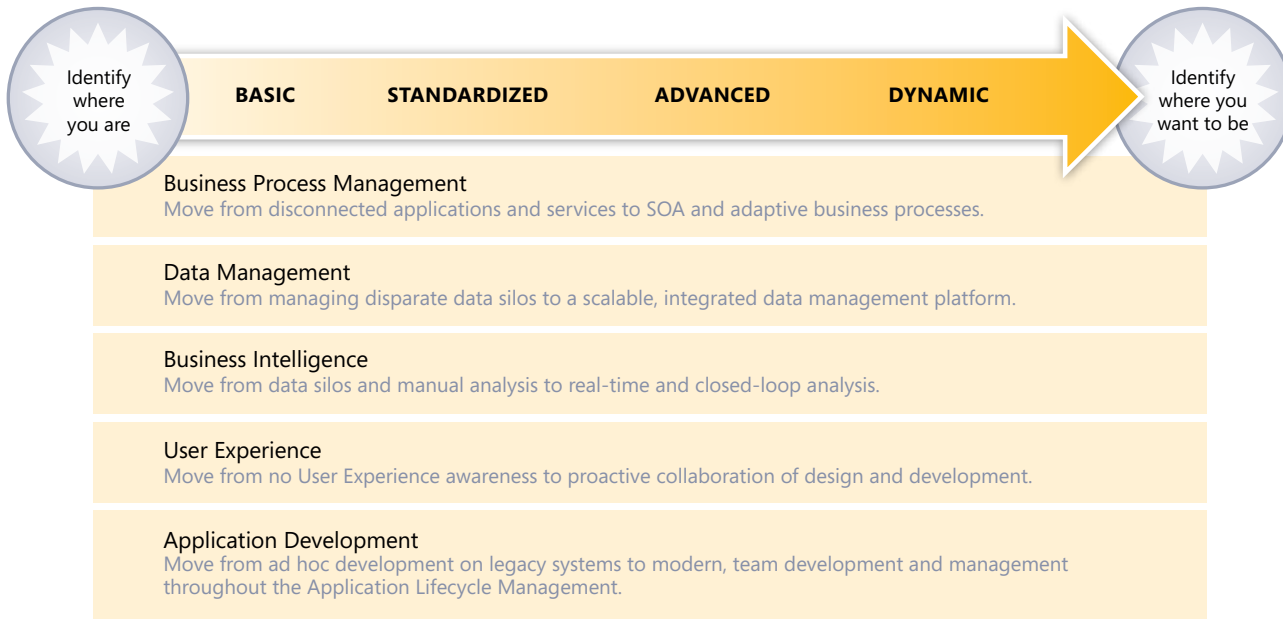 Identify
where
you are
BASIC STANDARDIZED ADVANCED DYNAMIC
Identify
where you
want to be
Business Process Management
Move from disconnected applications and services to SOA and adaptive business processes.
Data Management
Move from managing disparate data silos to a scalable, integrated data management platform.
Business Intelligence
Move from data silos and manual analysis to real-time and closed-loop analysis.
User Experience
Move from no User Experience awareness to proactive collaboration of design and development.
Application Development
Move from ad hoc development on legacy systems to modern, team development and management
throughout the Application Lifecycle Management.